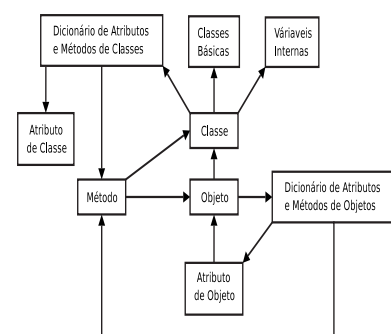 Dicionário de Atributos
e Métodos de Classes
Classes
Básicas
Váriaveis
Internas
Atributo
de Classe
Classe
Método
Objeto
Dicionário de Atributos
e Métodos de Objetos
Atributo
de Objeto